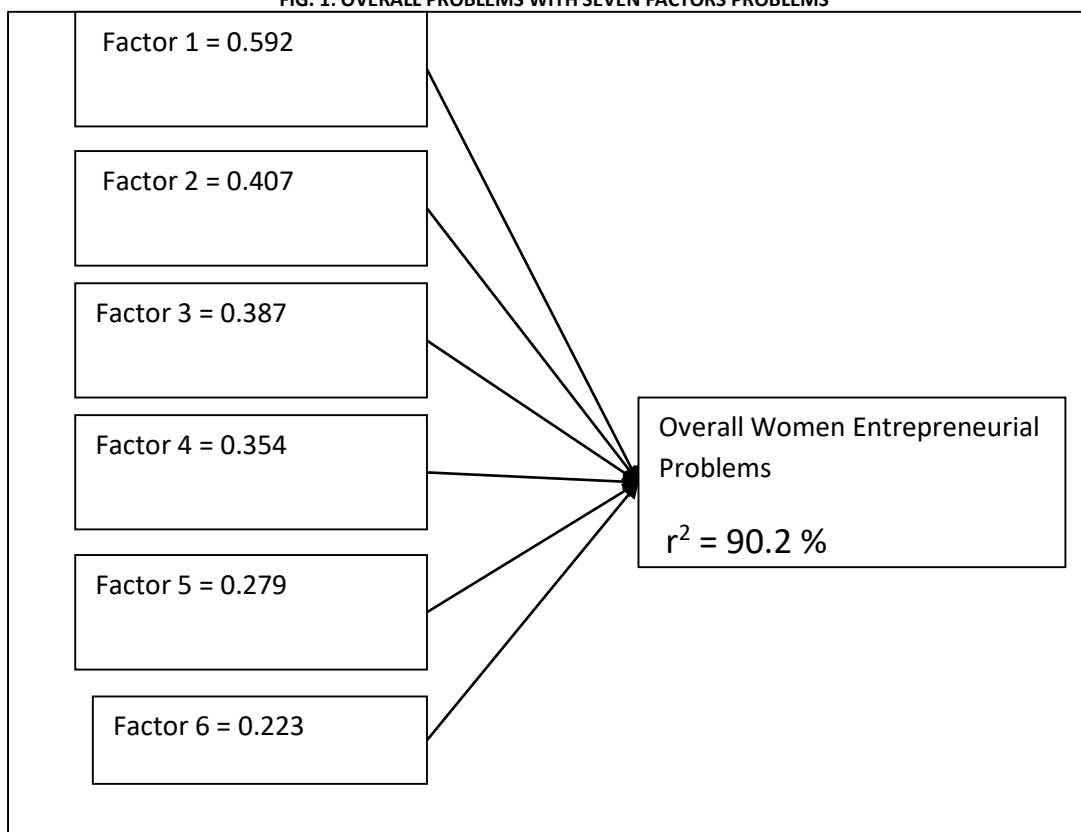 FIG. 1: OVERALL PROBLEMS WITH SEVEN FACTORS PROBLEMS
Factor 1 = 0.592
Factor 2 = 0.407
Factor 3 = 0.387
Factor 4 = 0.354
Factor 5 = 0.279
Factor 6 = 0.223
Overall Women Entrepreneurial
Problems
r² = 90.2 %